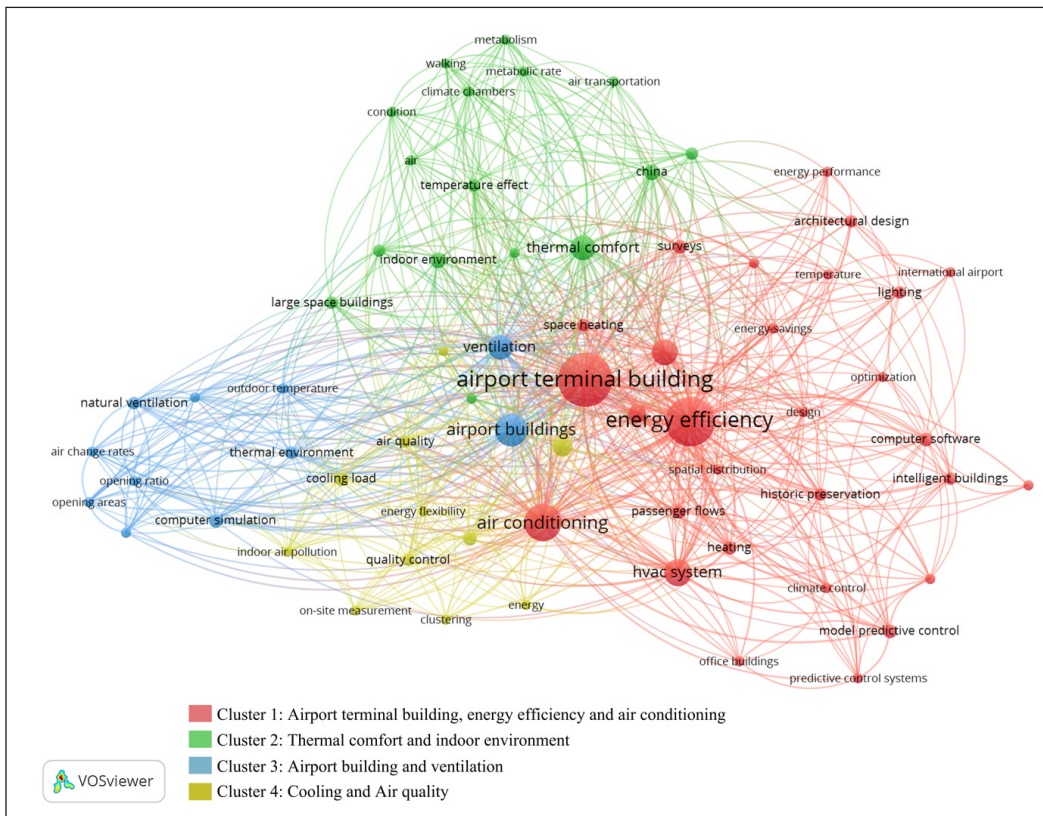 metabolism
walking
metabolic rate
climate chambers
air transportation
condition
air
temperature effect
china
energy performance
architectural design
thermal comfort
surveys
indoor environment
temperature
international airport
lighting
large space buildings
space heating
energy-savings
ventilation
airport terminal building
optimization
outdoor temperature
natural ventilation
energy efficiency
design
airport buildings
air quality
computer software
air change rates
thermal environment
opening ratio
cooling load
spatial distribution
intelligent buildings
historic preservation
opening areas
energy flexibility
passenger flows
computer simulation
air conditioning
indoor air pollution
quality control
heating
hvac system
climate control
on-site measurement
clustering
energy
model predictive control
office buildings
predictive control systems
Cluster 1: Airport terminal building, energy efficiency and air conditioning
Cluster 2: Thermal comfort and indoor environment
Cluster 3: Airport building and ventilation
Cluster 4: Cooling and Air quality
VOSviewer